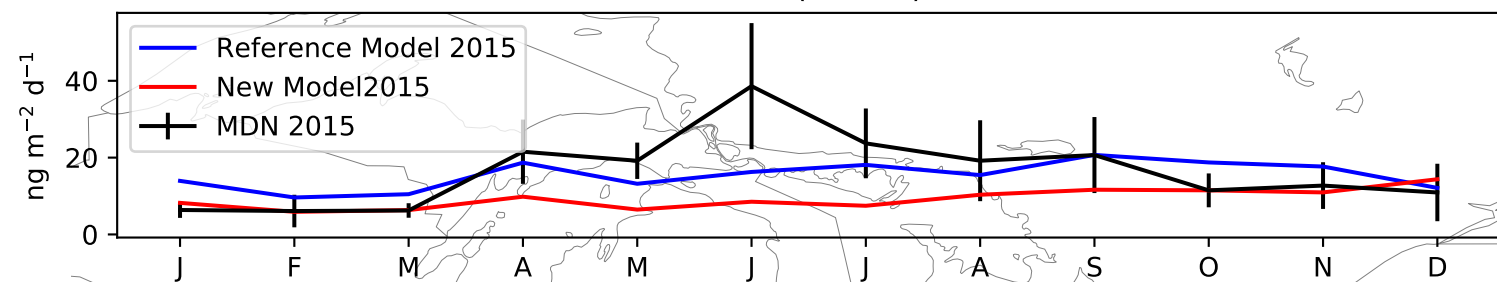 Reference Model 2015
New Model2015
MDN 2015
ng m⁻² d⁻¹
40
20
0
J F M A M J J A S O N D